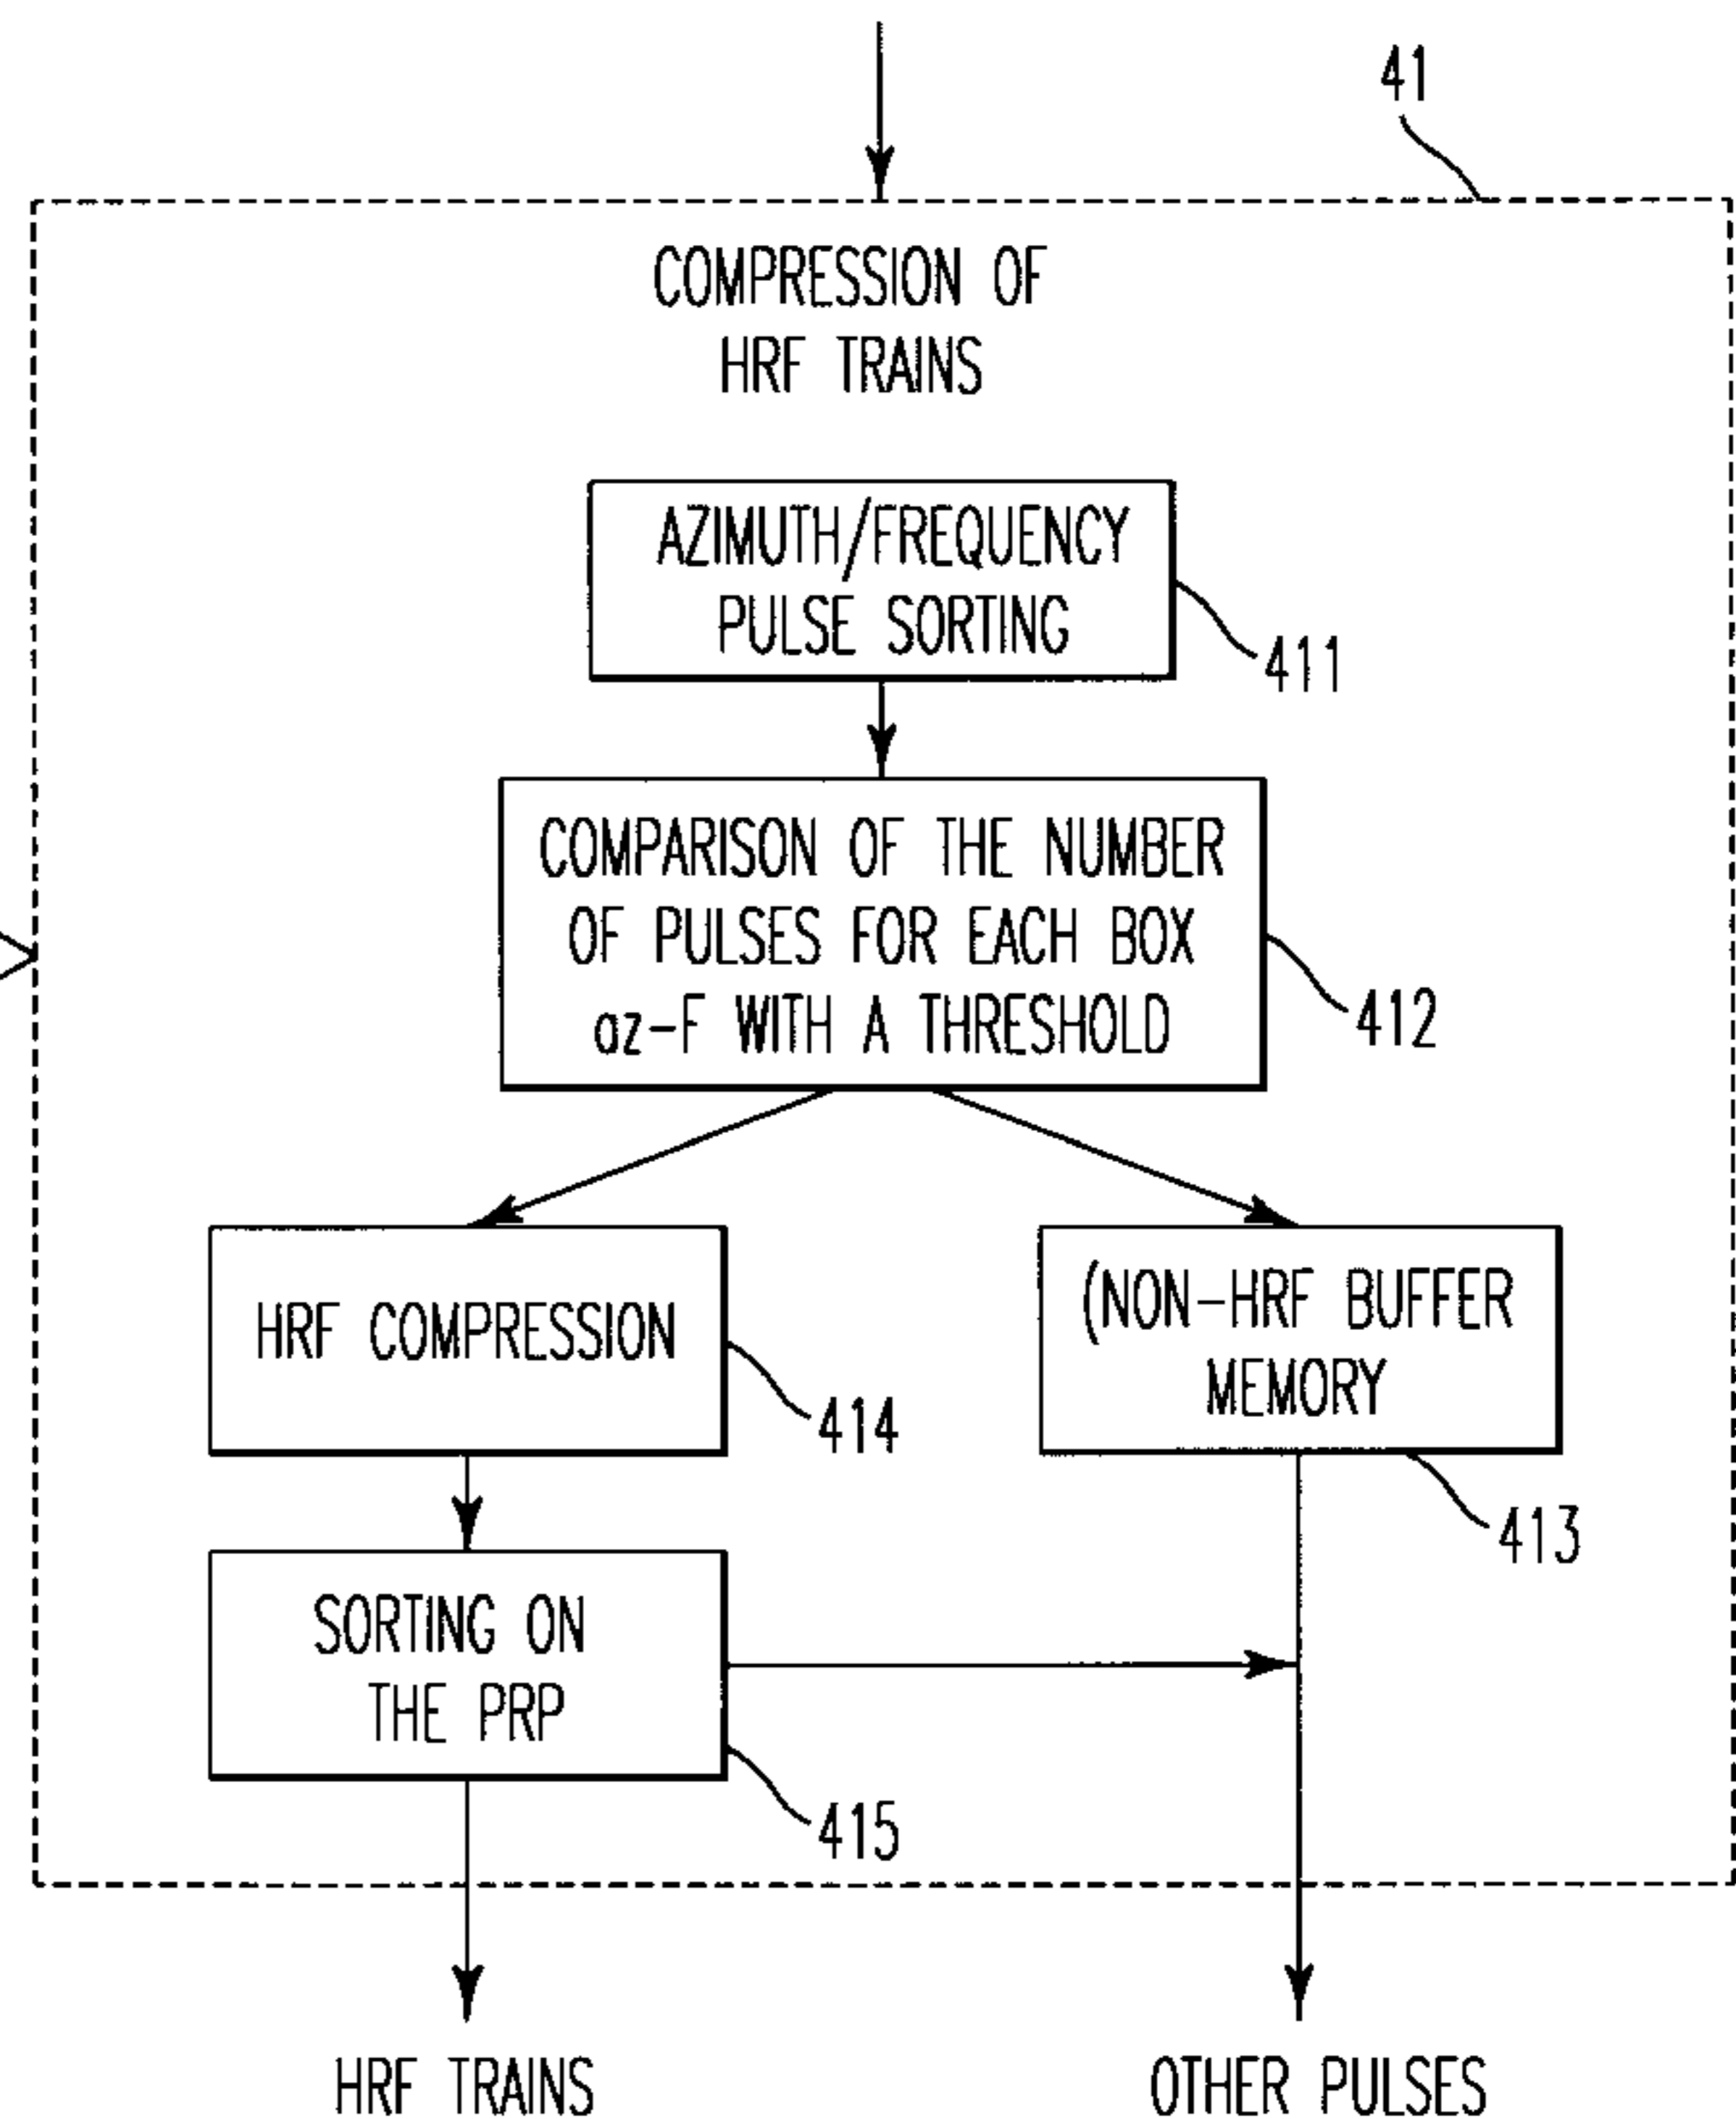 41
COMPRESSION OF
HRF TRAINS
AZIMUTH/FREQUENCY
PULSE SORTING
411
COMPARISON OF THE NUMBER
OF PULSES FOR EACH BOX
az-F WITH A THRESHOLD
412
HRF COMPRESSION
414
(NON-HRF BUFFER
MEMORY
413
SORTING ON
THE PRP
415
HRF TRAINS
OTHER PULSES